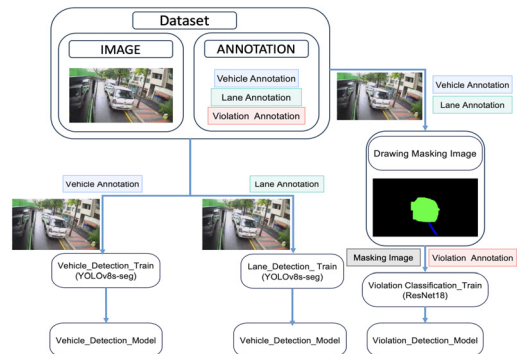 Dataset
IMAGE
ANNOTATION
Vehicle Annotation
Lane Annotation
Violation Annotation
Vehicle Annotation
Lane Annotation
Drawing Masking Image
Vehicle Annotation
Lane Annotation
Masking Image
Violation Annotation
Vehicle_Detection_Train
(YOLOv8s-seg)
Lane_Detection_ Train
(YOLOv8s-seg)
Violation Classification_Train
(ResNet18)
Vehicle_Detection_Model
Vehicle_Detection_Model
Violation_Detection_Model